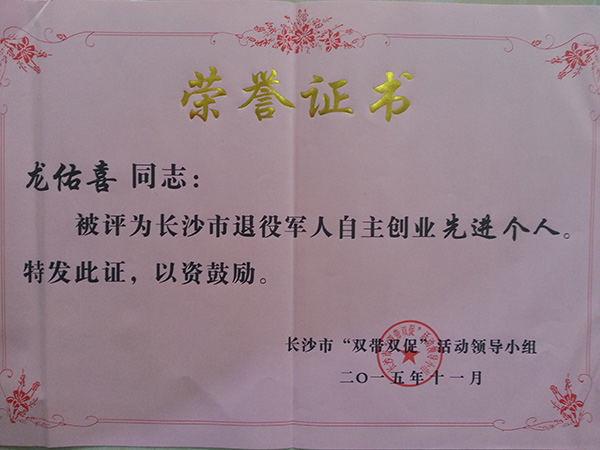 荣誉证书
龙佑喜 同志：
被评为长沙市退役军人自主创业先进个人。
特发此证，以资鼓励。
长沙市“双带双促”活动领导小组
二〇一五年十一月